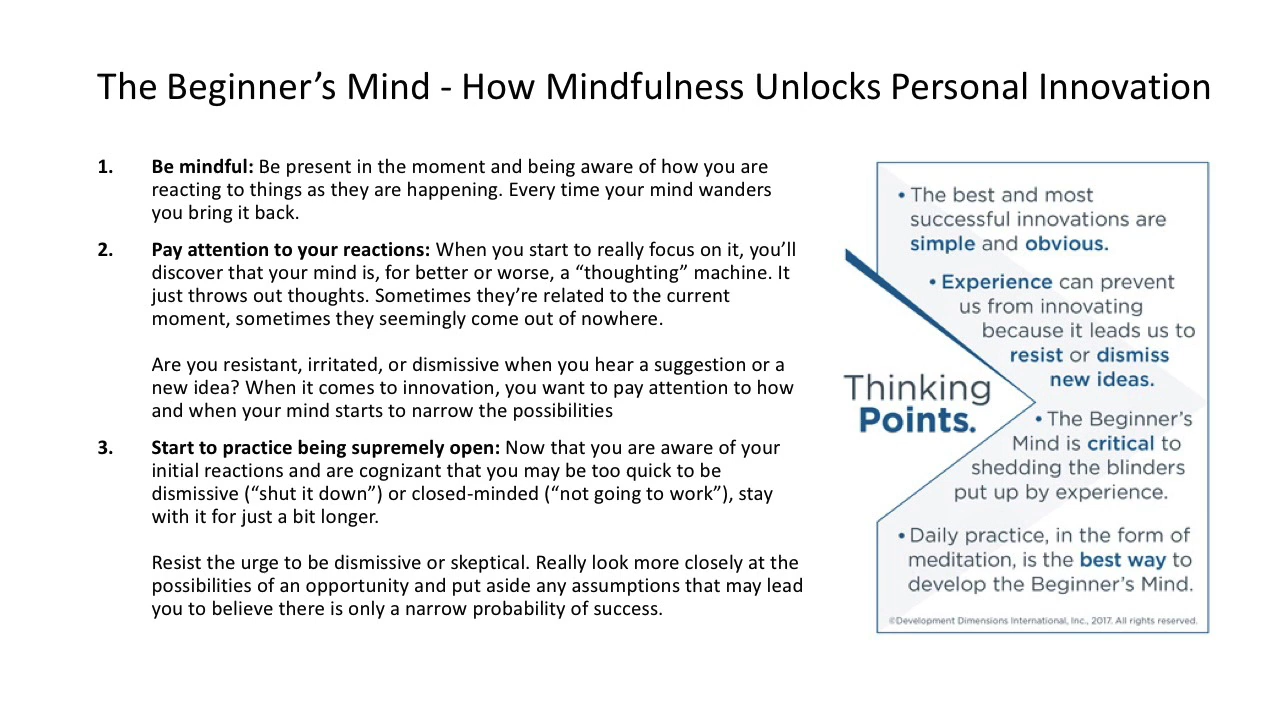 The Beginner’s Mind - How Mindfulness Unlocks Personal Innovation
1. Be mindful: Be present in the moment and being aware of how you are
reacting to things as they are happening. Every time your mind wanders
you bring it back.
2. Pay attention to your reactions: When you start to really focus on it, you’ll
discover that your mind is, for better or worse, a “thoughting” machine. It
just throws out thoughts. Sometimes they’re related to the current
moment, sometimes they seemingly come out of nowhere.
Are you resistant, irritated, or dismissive when you hear a suggestion or a
new idea? When it comes to innovation, you want to pay attention to how
and when your mind starts to narrow the possibilities
3. Start to practice being supremely open: Now that you are aware of your
initial reactions and are cognizant that you may be too quick to be
dismissive (“shut it down”) or closed-minded (“not going to work”), stay
with it for just a bit longer.
Resist the urge to be dismissive or skeptical. Really look more closely at the
possibilities of an opportunity and put aside any assumptions that may lead
you to believe there is only a narrow probability of success.
Thinking
Points.
• The best and most
successful innovations are
simple and obvious.
• Experience can prevent
us from innovating
because it leads us to
resist or dismiss
new ideas.
• The Beginner’s
Mind is critical to
shedding the blinders
put up by experience.
• Daily practice, in the form of
meditation, is the best way to
develop the Beginner’s Mind.
©Development Dimensions International, Inc., 2017. All rights reserved.